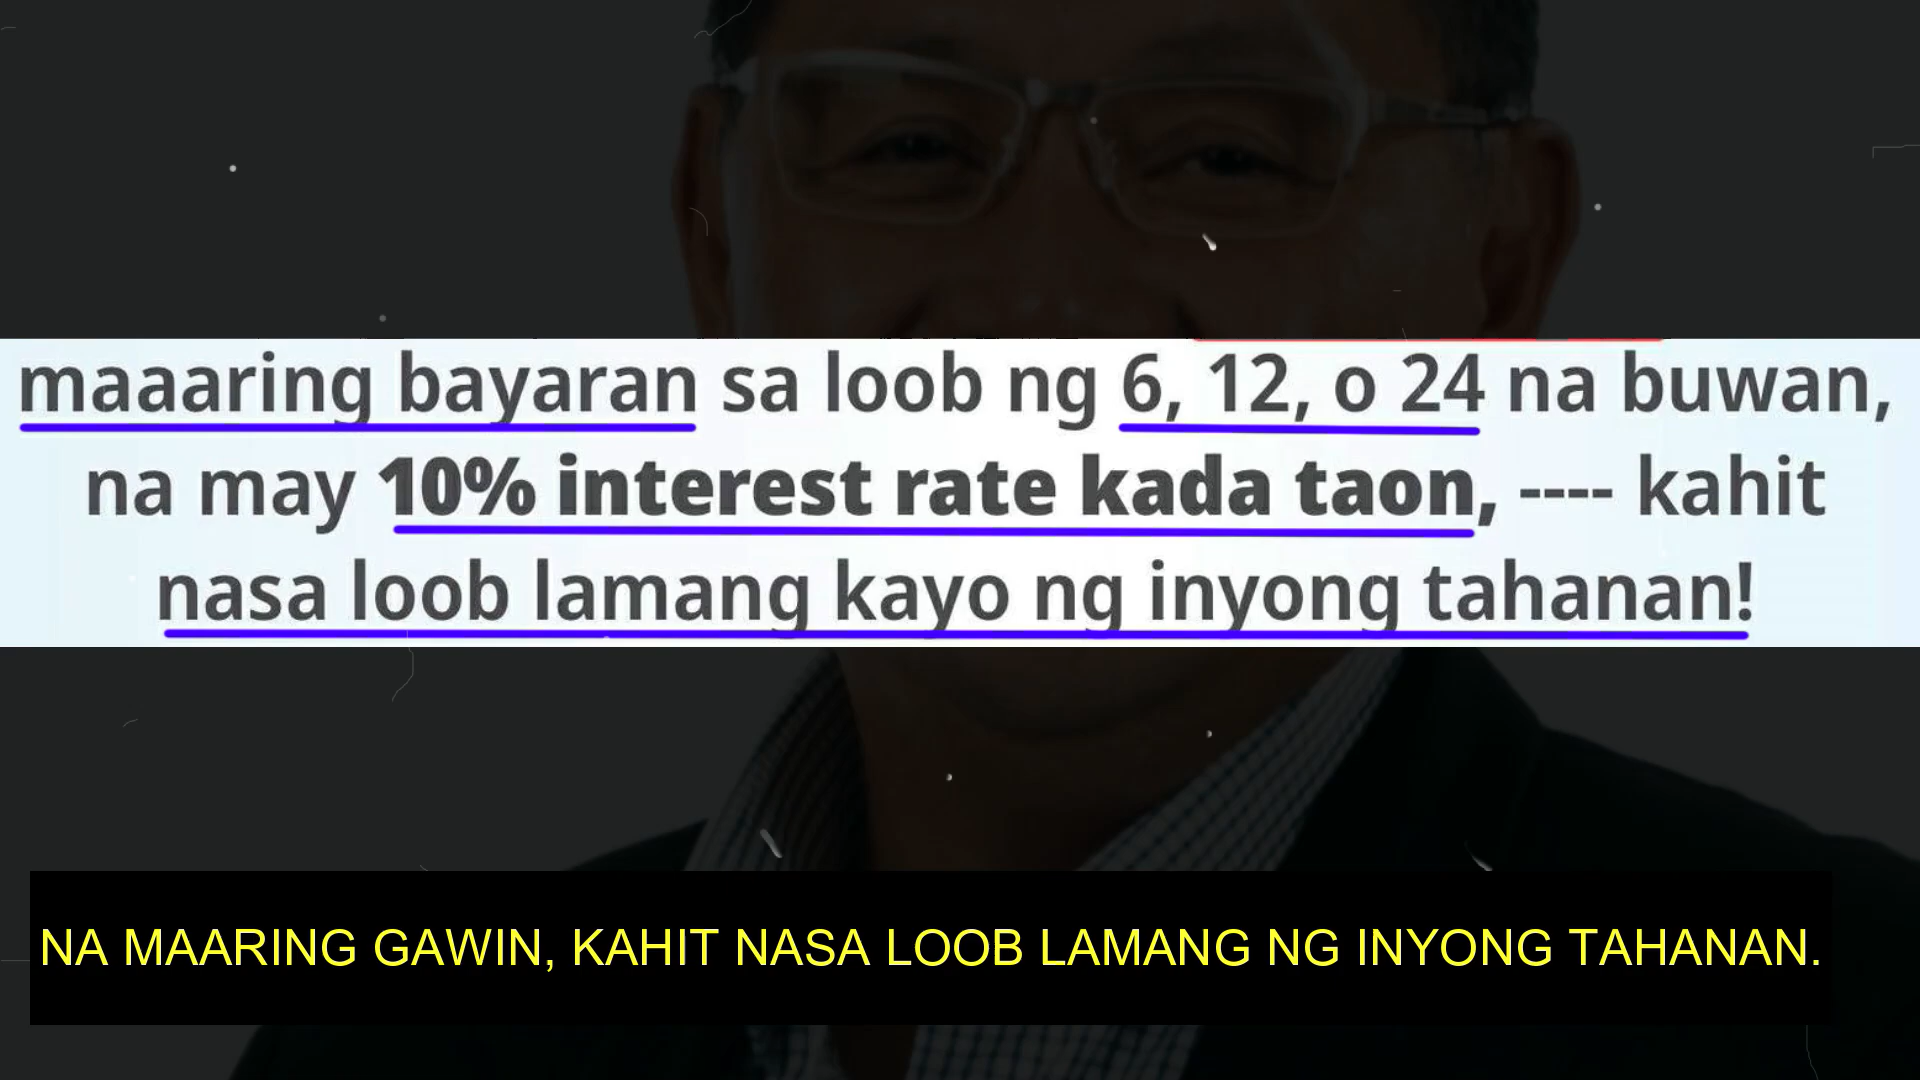 maaaring bayaran sa loob ng 6, 12, o 24 na buwan,
na may 10% interest rate kada taon, ---- kahit
nasa loob lamang kayo ng inyong tahanan!
NA MAARING GAWIN, KAHIT NASA LOOB LAMANG NG INYONG TAHANAN.